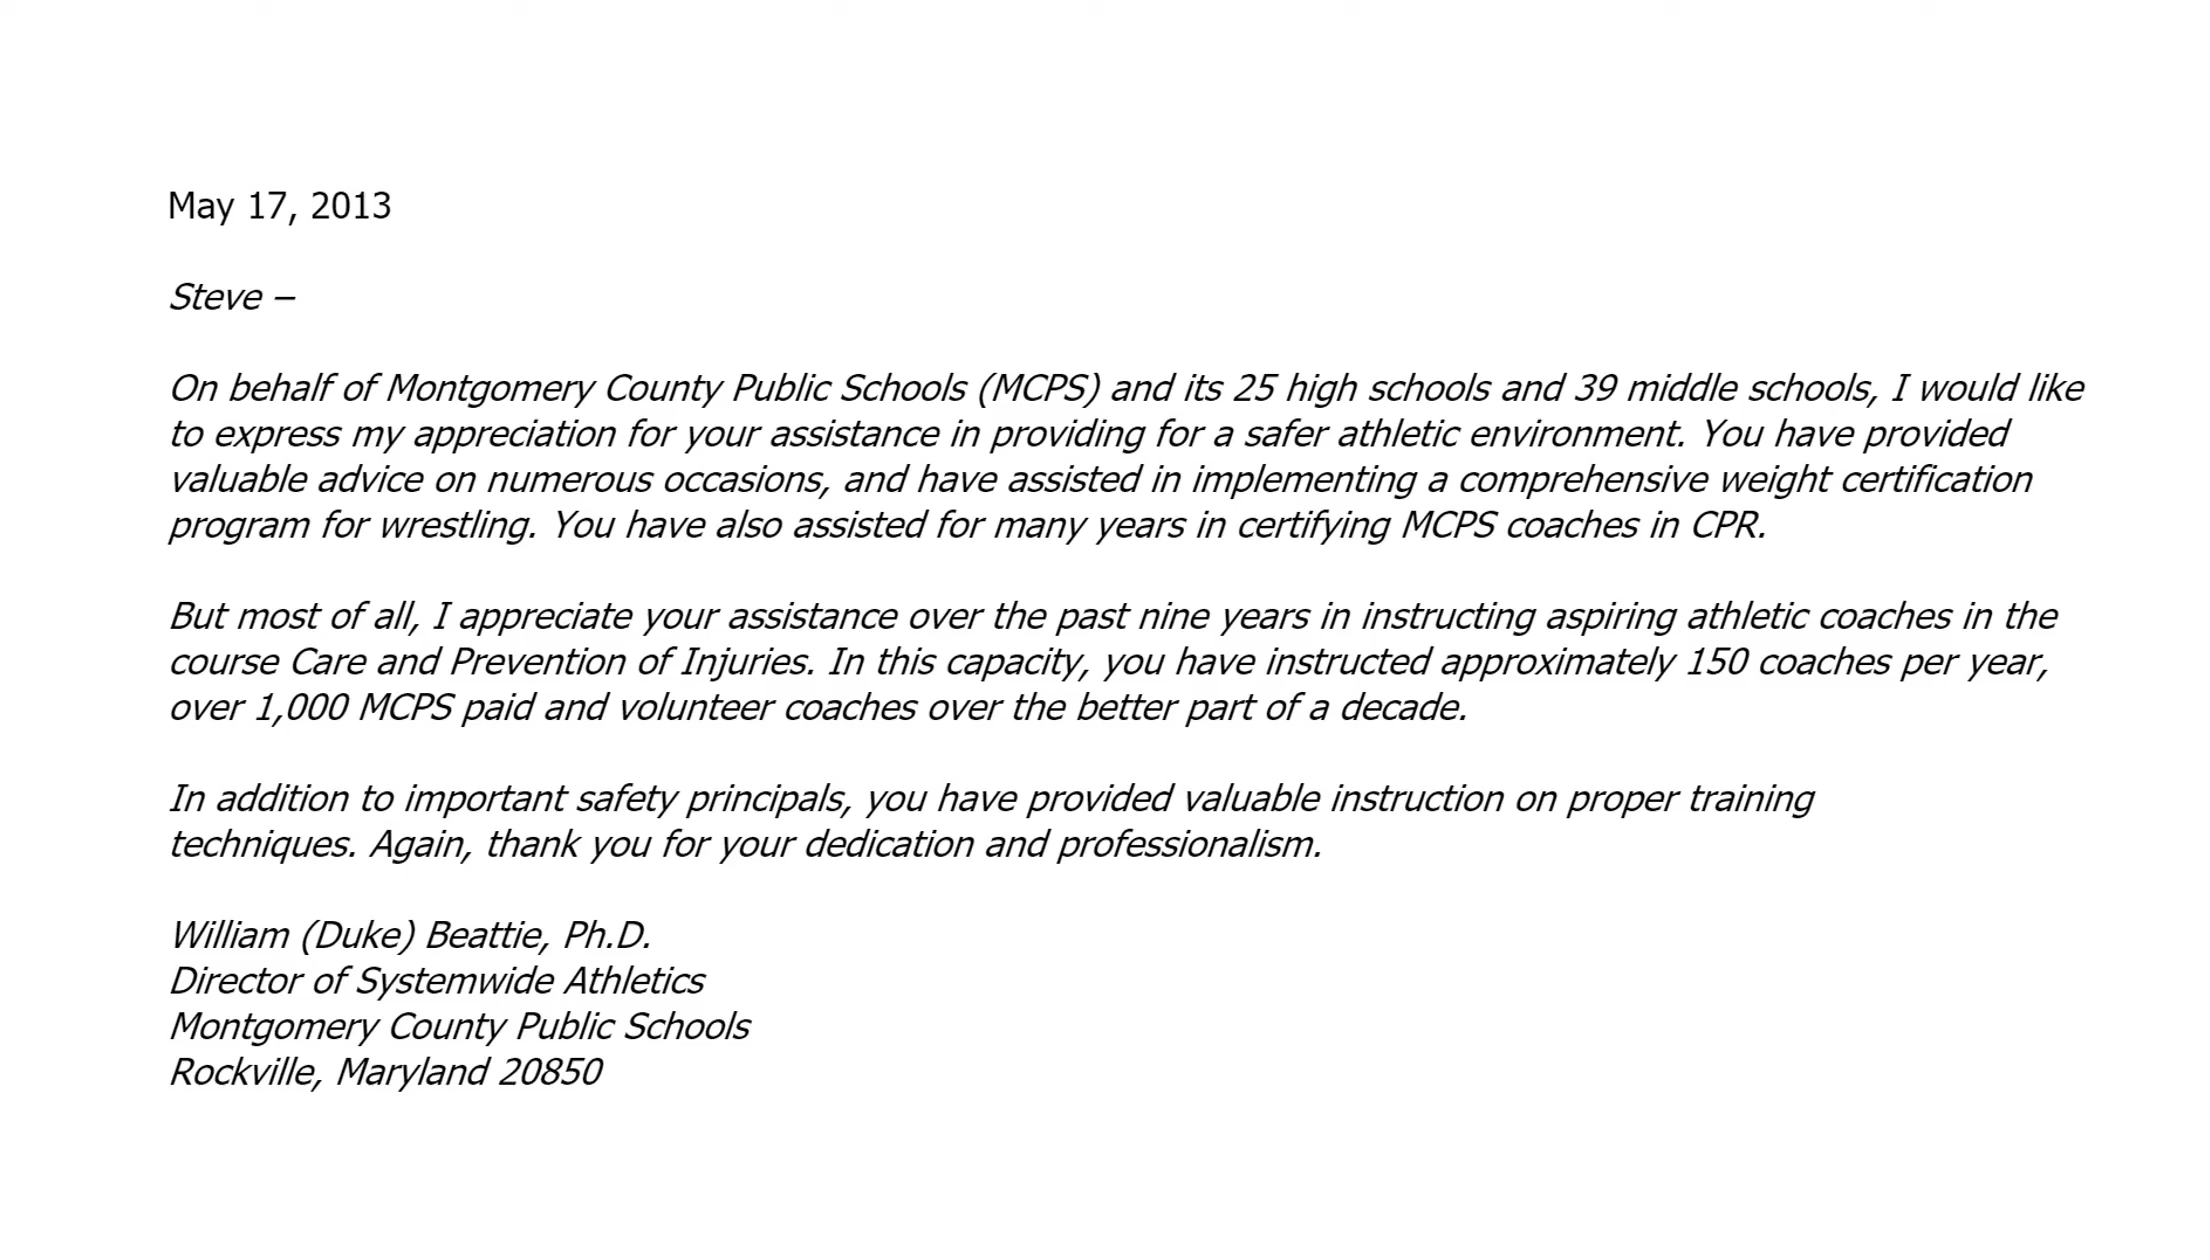 May 17, 2013
Steve –
On behalf of Montgomery County Public Schools (MCPS) and its 25 high schools and 39 middle schools, I would like
to express my appreciation for your assistance in providing for a safer athletic environment. You have provided
valuable advice on numerous occasions, and have assisted in implementing a comprehensive weight certification
program for wrestling. You have also assisted for many years in certifying MCPS coaches in CPR.
But most of all, I appreciate your assistance over the past nine years in instructing aspiring athletic coaches in the
course Care and Prevention of Injuries. In this capacity, you have instructed approximately 150 coaches per year,
over 1,000 MCPS paid and volunteer coaches over the better part of a decade.
In addition to important safety principals, you have provided valuable instruction on proper training
techniques. Again, thank you for your dedication and professionalism.
William (Duke) Beattie, Ph.D.
Director of Systemwide Athletics
Montgomery County Public Schools
Rockville, Maryland 20850